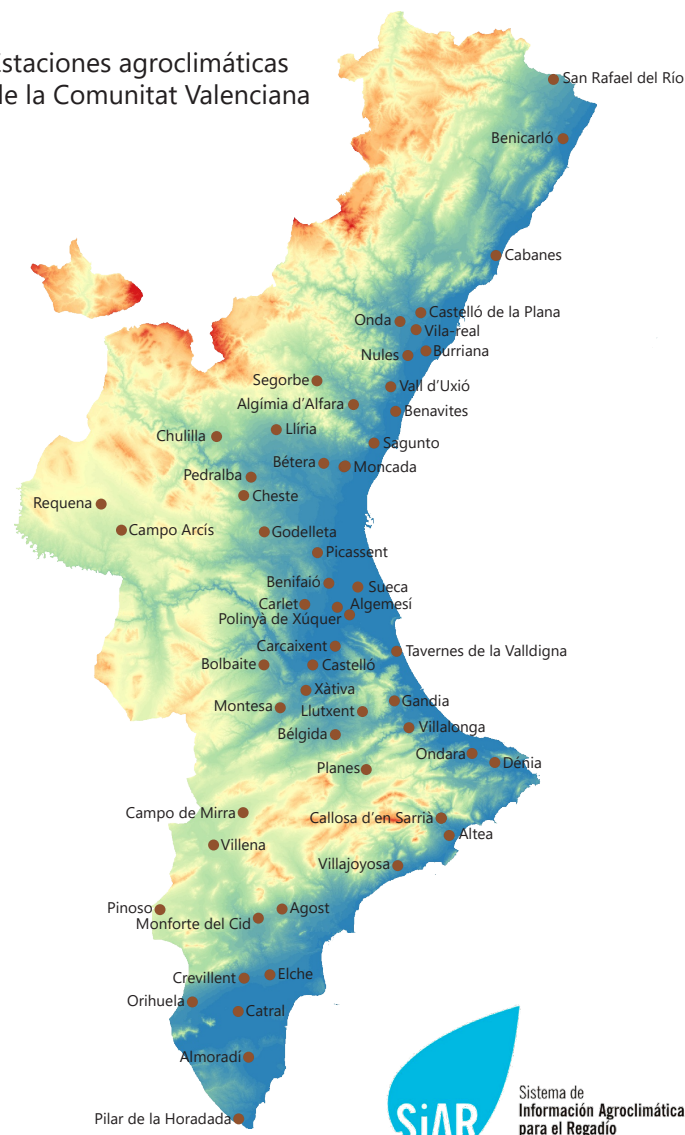 Estaciones agroclimáticas
de la Comunitat Valenciana
San Rafael del Río
Benicarló
Cabanes
Castelló de la Plana
Onda
Vila-real
Burriana
Nules
Segorbe
Vall d'Uxió
Algímia d'Alfara
Benavites
Llíria
Chulilla
Sagunto
Bétera
Moncada
Pedralba
Cheste
Requena
Campo Arcís
Godelleta
Picassent
Benifaió
Sueca
Carlet
Algemesí
Polinyà de Xúquer
Carcaixent
Tavernes de la Valldigna
Bolbaite
Castelló
Xàtiva
Gandia
Montesa
Llutxent
Villalonga
Bélgida
Ondara
Dénia
Planes
Campo de Mirra
Callosa d'en Sarrià
Altea
Villena
Villajoyosa
Pinoso
Agost
Monforte del Cid
Elche
Crevillent
Orihuela
Catral
Almoradí
Pilar de la Horadada
SiAR
Sistema de
Información Agroclimática
para el Regadío